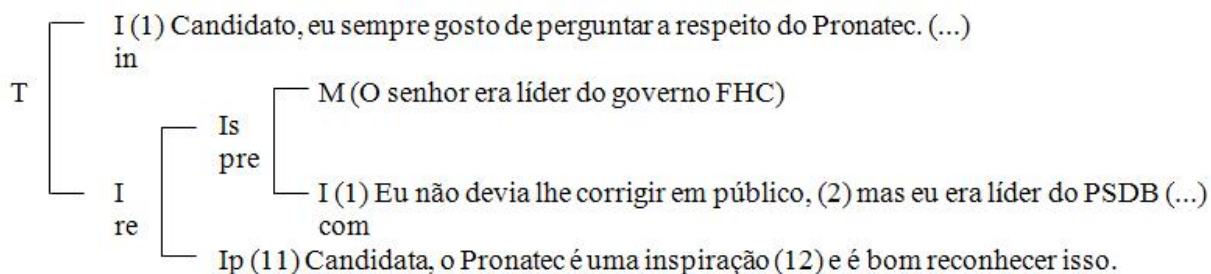 I (1) Candidato, eu sempre gosto de perguntar a respeito do Pronatec. (...)
in
T
M (O senhor era líder do governo FHC)
Is
pre
I (1) Eu não devia lhe corrigir em público, (2) mas eu era líder do PSDB (...)
I
re
com
Ip (11) Candidata, o Pronatec é uma inspiração (12) e é bom reconhecer isso.